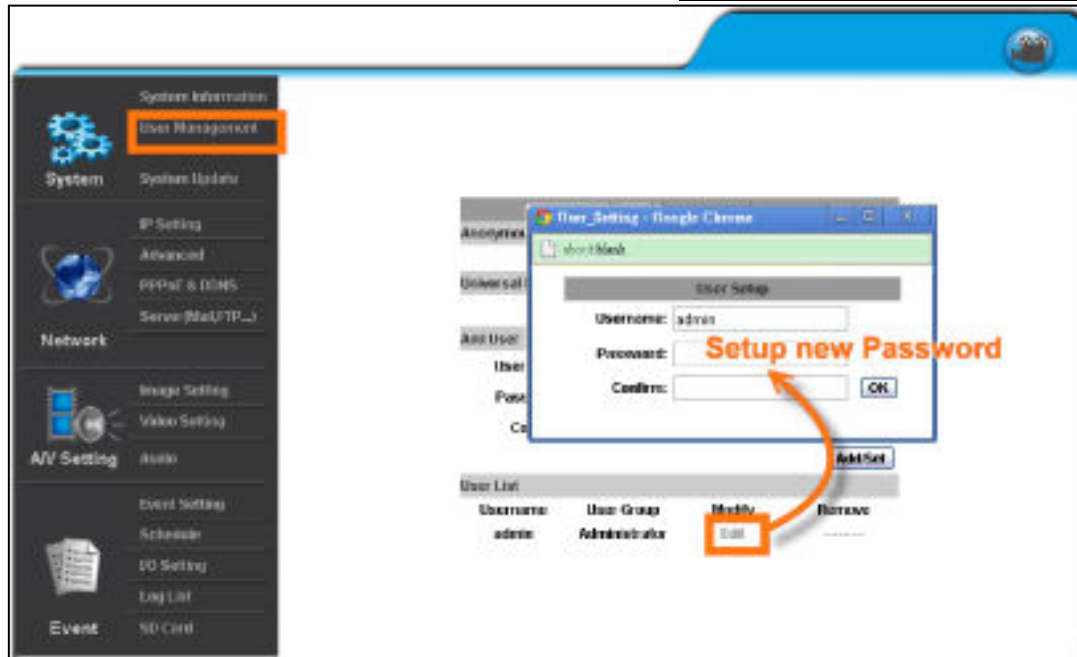 System Information
User Management
System
System Update
IP Setting
Advanced
PPPoE & DDNS
Server(Mail,FTP...)
Network
Image Setting
Video Setting
A/V Setting
Audio
Event Setting
Schedule
I/O Setting
Log List
Event
SD Card
User_Setting - Google Chrome
about:blank
User Setup
Username: admin
Password:
Setup new Password
Confirm:
OK
Add User
Add/Set
User List
Username User Group Modify Remove
admin Administrator Edit --------